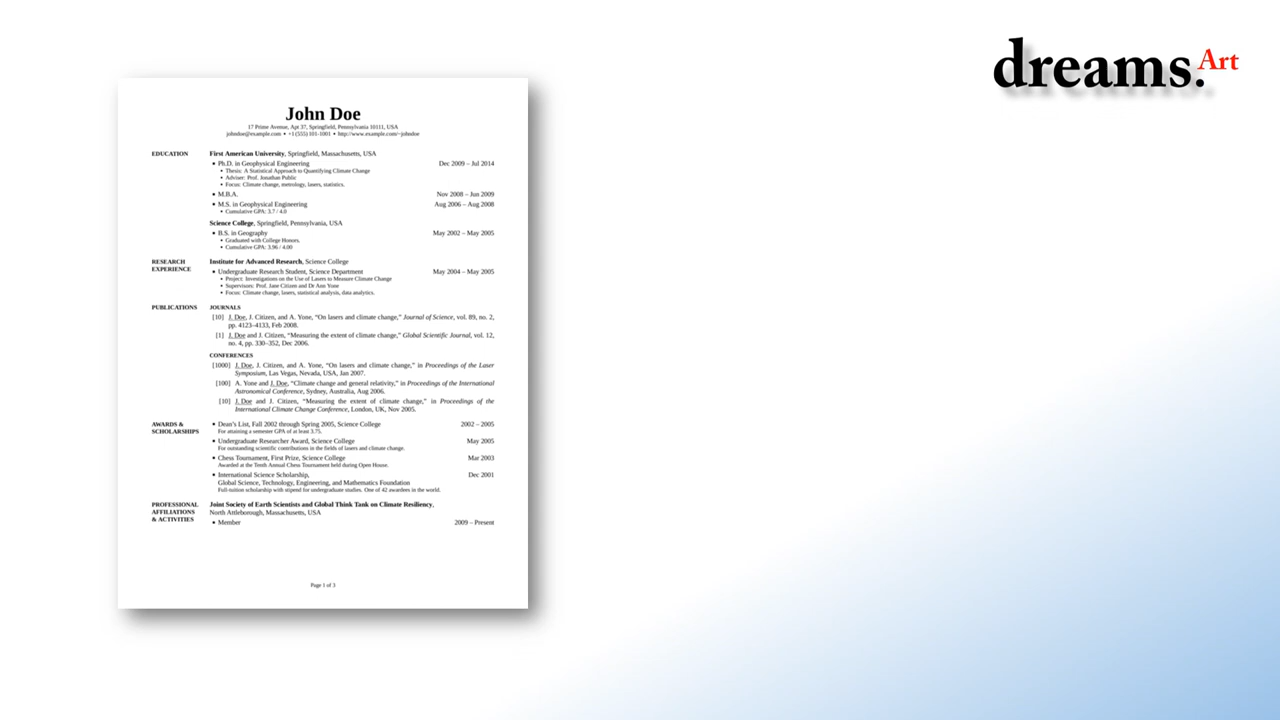 dreams.Art
John Doe
17 Prime Avenue, Apt 37, Springfield, Pennsylvania 10111, USA
johndoe@example.com • +1 (555) 101-1001 • http://www.example.com/~johndoe
EDUCATION
First American University, Springfield, Massachusetts, USA
▪ Ph.D. in Geophysical Engineering Dec 2009 – Jul 2014
• Thesis: A Statistical Approach to Quantifying Climate Change
• Adviser: Prof. Jonathan Public
• Focus: Climate change, metrology, lasers, statistics.
▪ M.B.A. Nov 2008 – Jun 2009
▪ M.S. in Geophysical Engineering Aug 2006 – Aug 2008
• Cumulative GPA: 3.7 / 4.0
Science College, Springfield, Pennsylvania, USA
▪ B.S. in Geography May 2002 – May 2005
• Graduated with College Honors.
• Cumulative GPA: 3.96 / 4.00
RESEARCH
EXPERIENCE
Institute for Advanced Research, Science College
▪ Undergraduate Research Student, Science Department May 2004 – May 2005
• Project: Investigations on the Use of Lasers to Measure Climate Change
• Supervisors: Prof. Jane Citizen and Dr Ann Yone
• Focus: Climate change, lasers, statistical analysis, data analytics.
PUBLICATIONS
JOURNALS
[10] J. Doe, J. Citizen, and A. Yone, “On lasers and climate change,” Journal of Science, vol. 89, no. 2,
pp. 4123–4133, Feb 2008.
[1] J. Doe and J. Citizen, “Measuring the extent of climate change,” Global Scientific Journal, vol. 12,
no. 4, pp. 330–352, Dec 2006.
CONFERENCES
[1000] J. Doe, J. Citizen, and A. Yone, “On lasers and climate change,” in Proceedings of the Laser
Symposium, Las Vegas, Nevada, USA, Jan 2007.
[100] A. Yone and J. Doe, “Climate change and general relativity,” in Proceedings of the International
Astronomical Conference, Sydney, Australia, Aug 2006.
[10] J. Doe and J. Citizen, “Measuring the extent of climate change,” in Proceedings of the
International Climate Change Conference, London, UK, Nov 2005.
AWARDS &
SCHOLARSHIPS
▪ Dean’s List, Fall 2002 through Spring 2005, Science College 2002 – 2005
For attaining a semester GPA of at least 3.75.
▪ Undergraduate Researcher Award, Science College May 2005
For outstanding scientific contributions in the fields of lasers and climate change.
▪ Chess Tournament, First Prize, Science College Mar 2003
Awarded at the Tenth Annual Chess Tournament held during Open House.
▪ International Science Scholarship, Dec 2001
Global Science, Technology, Engineering, and Mathematics Foundation
Full-tuition scholarship with stipend for undergraduate studies. One of 42 awardees in the world.
PROFESSIONAL
AFFILIATIONS
& ACTIVITIES
Joint Society of Earth Scientists and Global Think Tank on Climate Resiliency,
North Attleborough, Massachusetts, USA
▪ Member 2009 – Present
Page 1 of 3